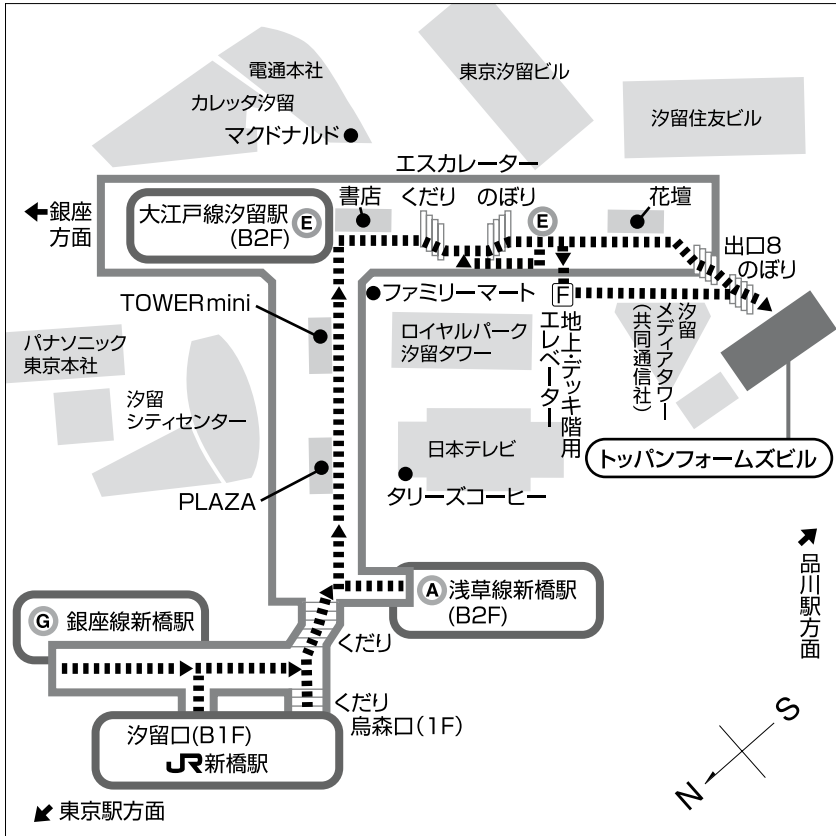 電通本社
カレッタ汐留
マクドナルド
東京汐留ビル
汐留住友ビル
エスカレーター
銀座
方面
大江戸線汐留駅
(B2F)
E
書店
くだり
のぼり
E
花壇
出口8
のぼり
TOWERmini
ファミリーマート
F
地上・デッキ階用
エレベーター
パナソニック
東京本社
ロイヤルパーク
汐留タワー
汐留
メディアタワー
(共同通信社)
汐留
シティセンター
日本テレビ
トッパンフォームズビル
PLAZA
タリーズコーヒー
品川駅方面
A 浅草線新橋駅
(B2F)
G 銀座線新橋駅
くだり
くだり
烏森口(1F)
汐留口(B1F)
JR新橋駅
S
N
東京駅方面